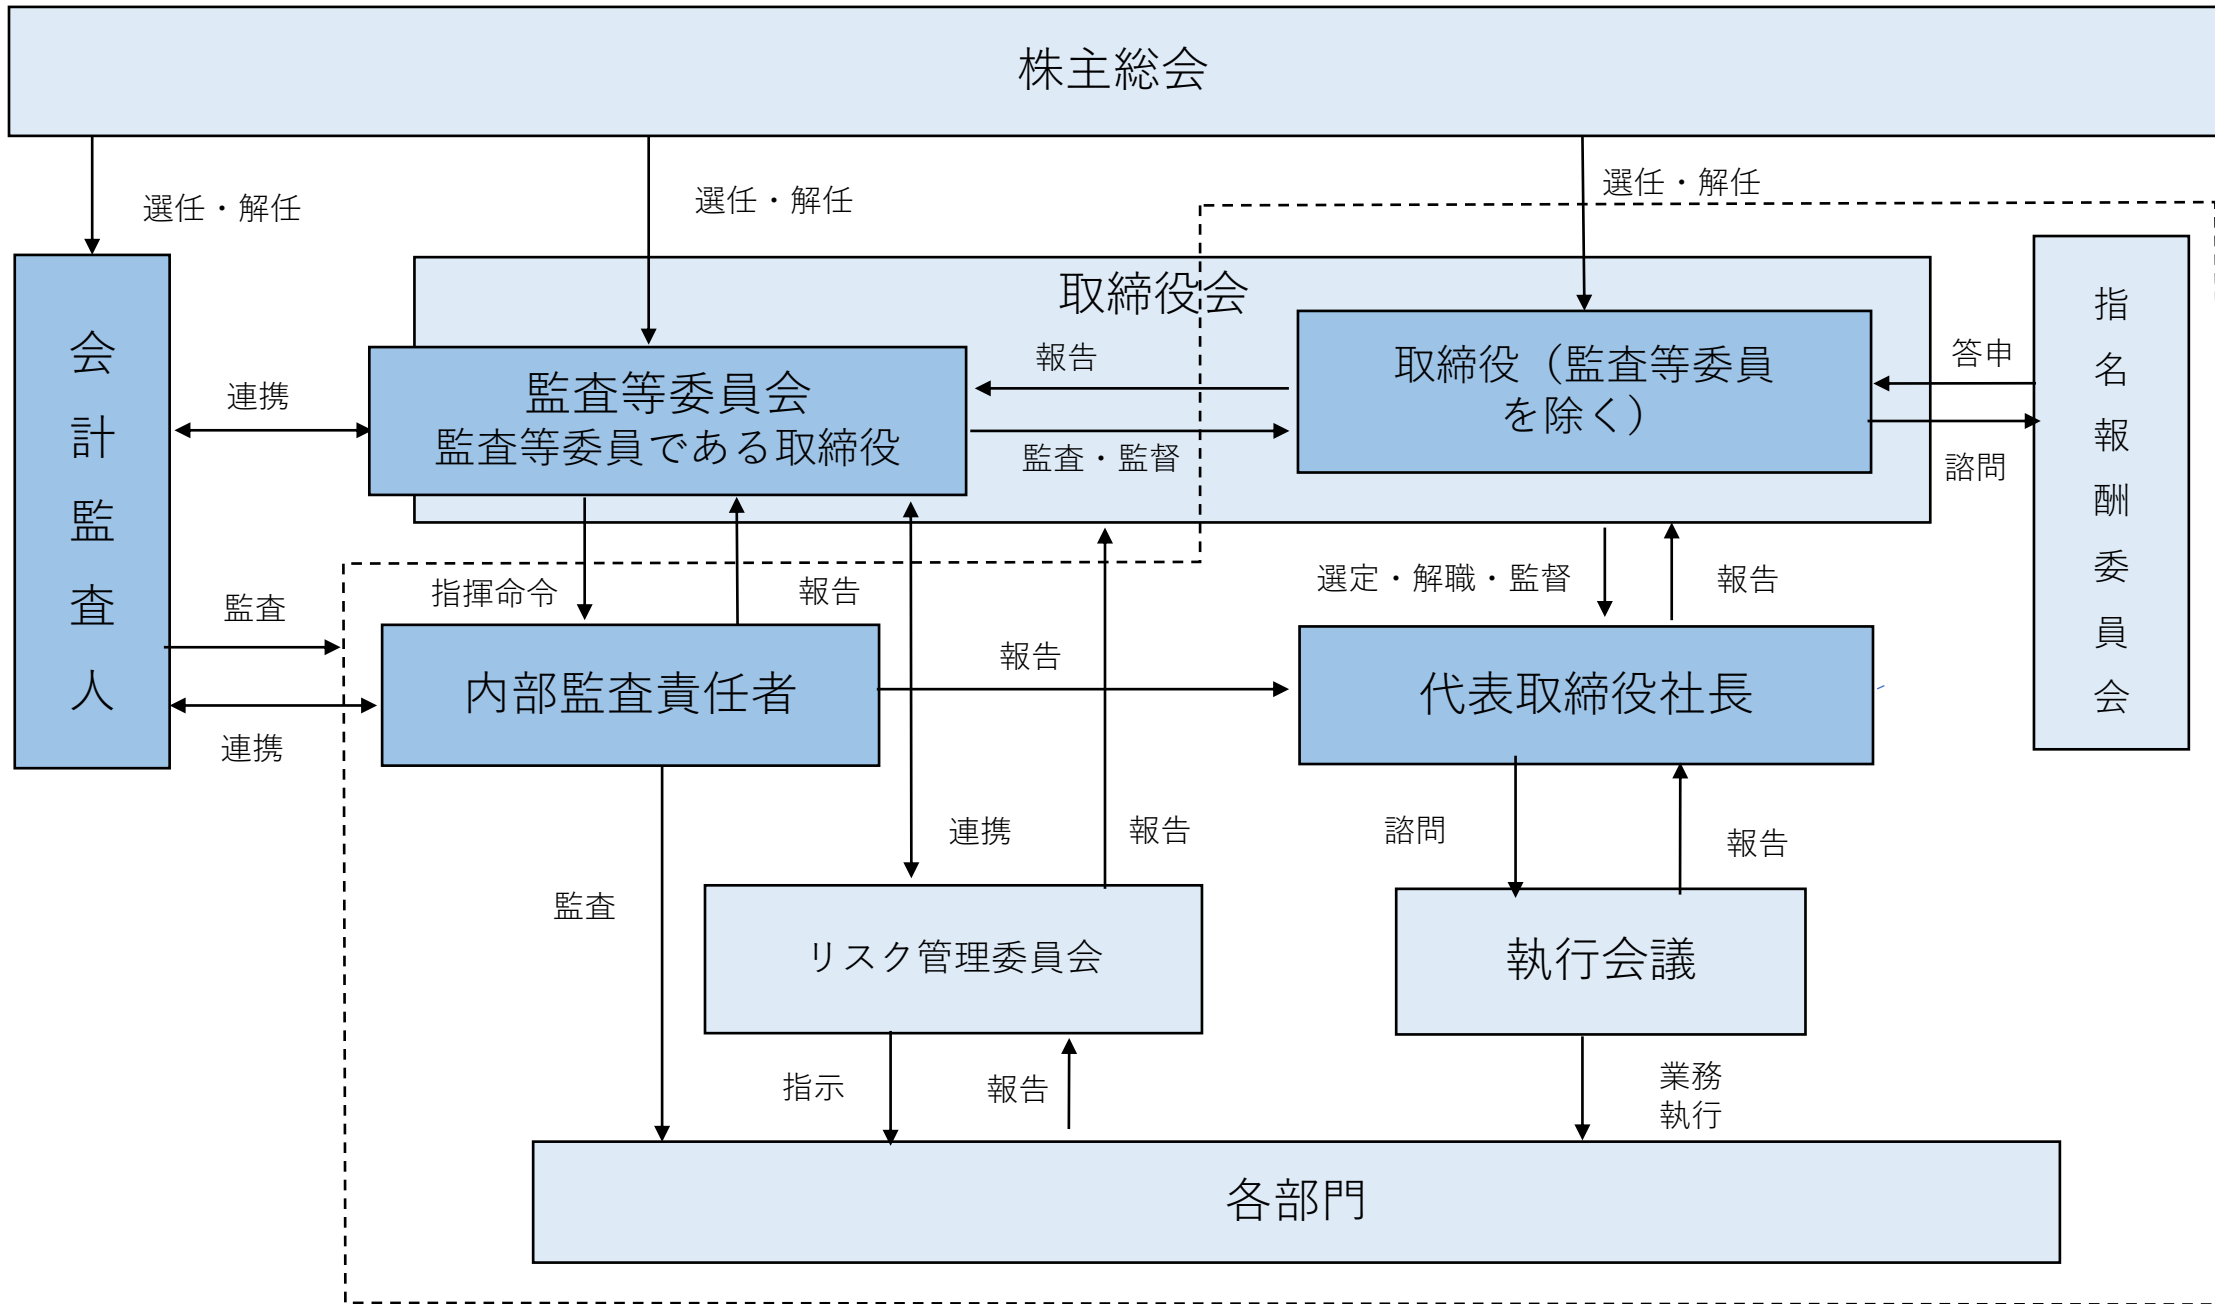 株主総会
選任・解任
選任・解任
選任・解任
取締役会
会計監査人
連携
監査等委員会
監査等委員である取締役
報告
監査・監督
取締役（監査等委員
を除く）
答申
諮問
指名報酬委員会
指揮命令
報告
選定・解職・監督
報告
監査
連携
内部監査責任者
報告
代表取締役社長
連携
報告
諮問
報告
監査
リスク管理委員会
執行会議
指示
報告
業務
執行
各部門